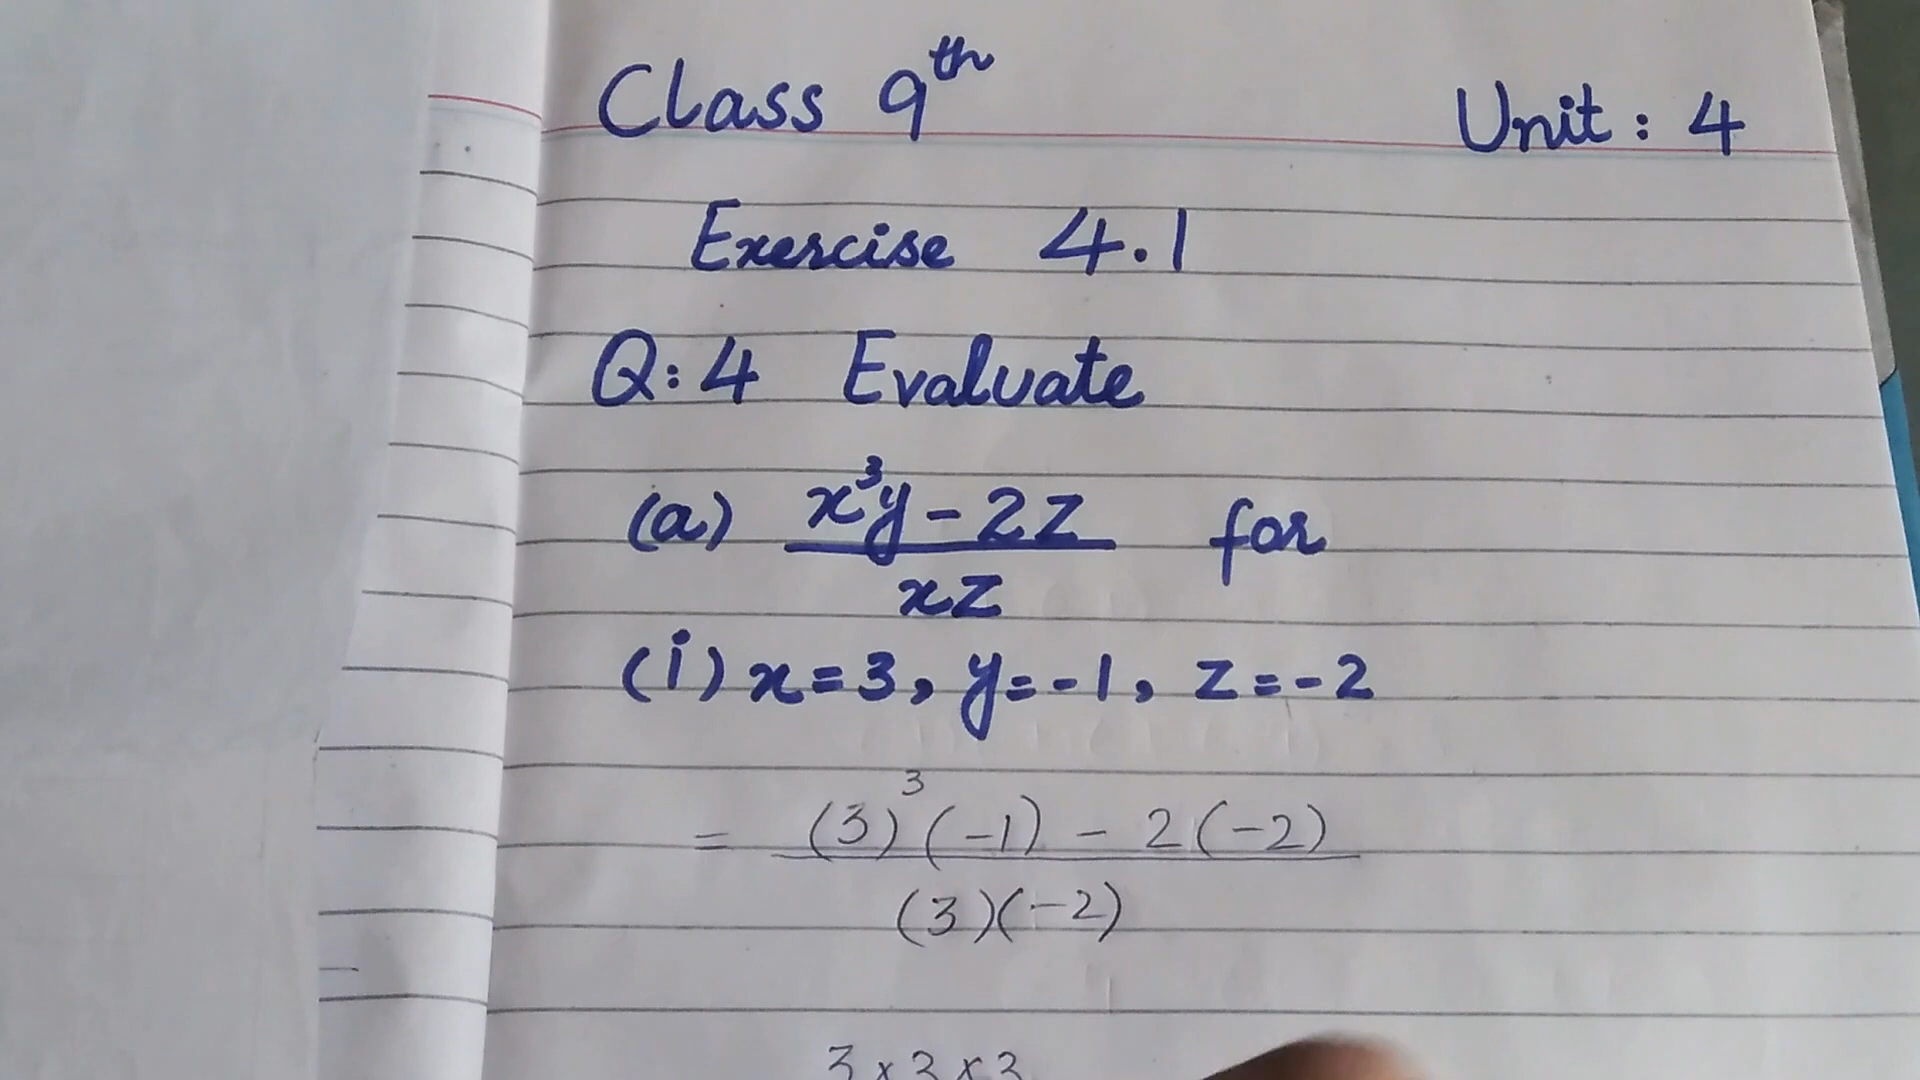 Class 9th Unit: 4
Exercise 4.1
Q:4 Evaluate
(a) x³y-2z for
xz
(i) x=3, y=-1, z=-2
= (3)³(-1) - 2(-2)
(3)(-2)
3x3x3